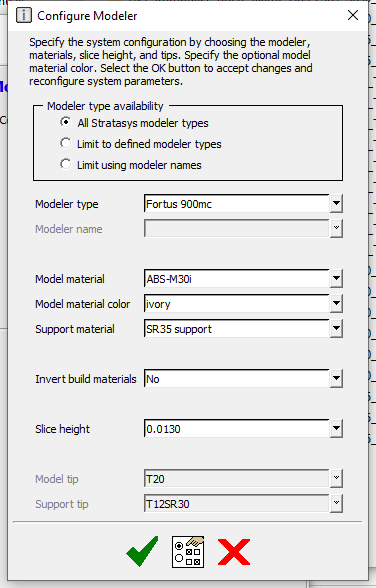 Configure Modeler
Specify the system configuration by choosing the modeler,
materials, slice height, and tips. Specify the optional model
material color. Select the OK button to accept changes and
reconfigure system parameters.
Modeler type availability
All Stratasys modeler types
Limit to defined modeler types
Limit using modeler names
Modeler type Fortus 900mc
Modeler name
Model material ABS-M30i
Model material color ivory
Support material SR35 support
Invert build materials No
Slice height 0.0130
Model tip T20
Support tip T12SR30